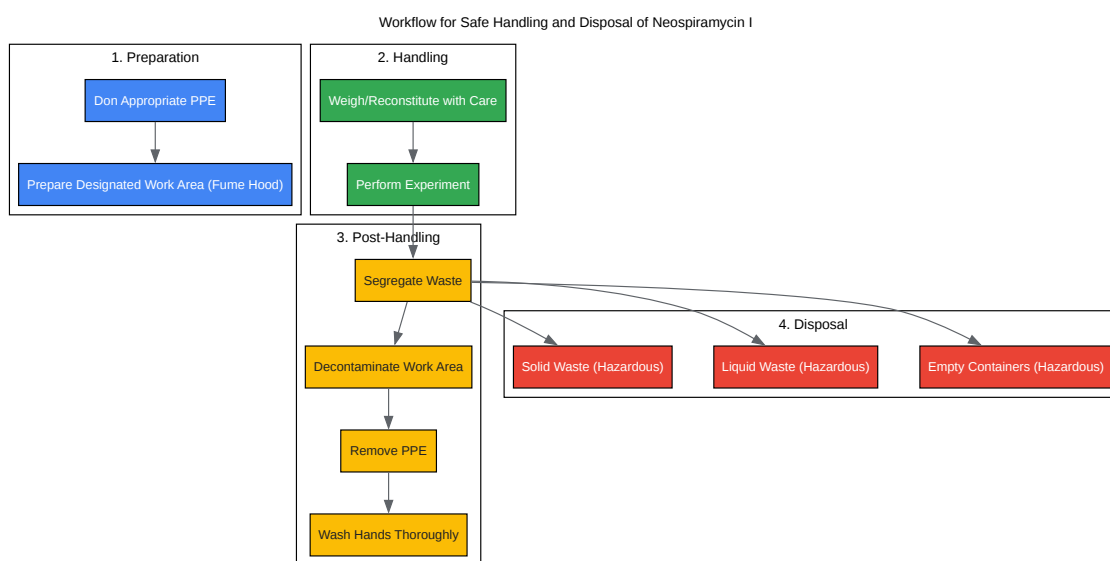 Workflow for Safe Handling and Disposal of Neospiramycin I
1. Preparation
Don Appropriate PPE
Prepare Designated Work Area (Fume Hood)
2. Handling
Weigh/Reconstitute with Care
Perform Experiment
3. Post-Handling
Segregate Waste
Decontaminate Work Area
Remove PPE
Wash Hands Thoroughly
4. Disposal
Solid Waste (Hazardous)
Liquid Waste (Hazardous)
Empty Containers (Hazardous)